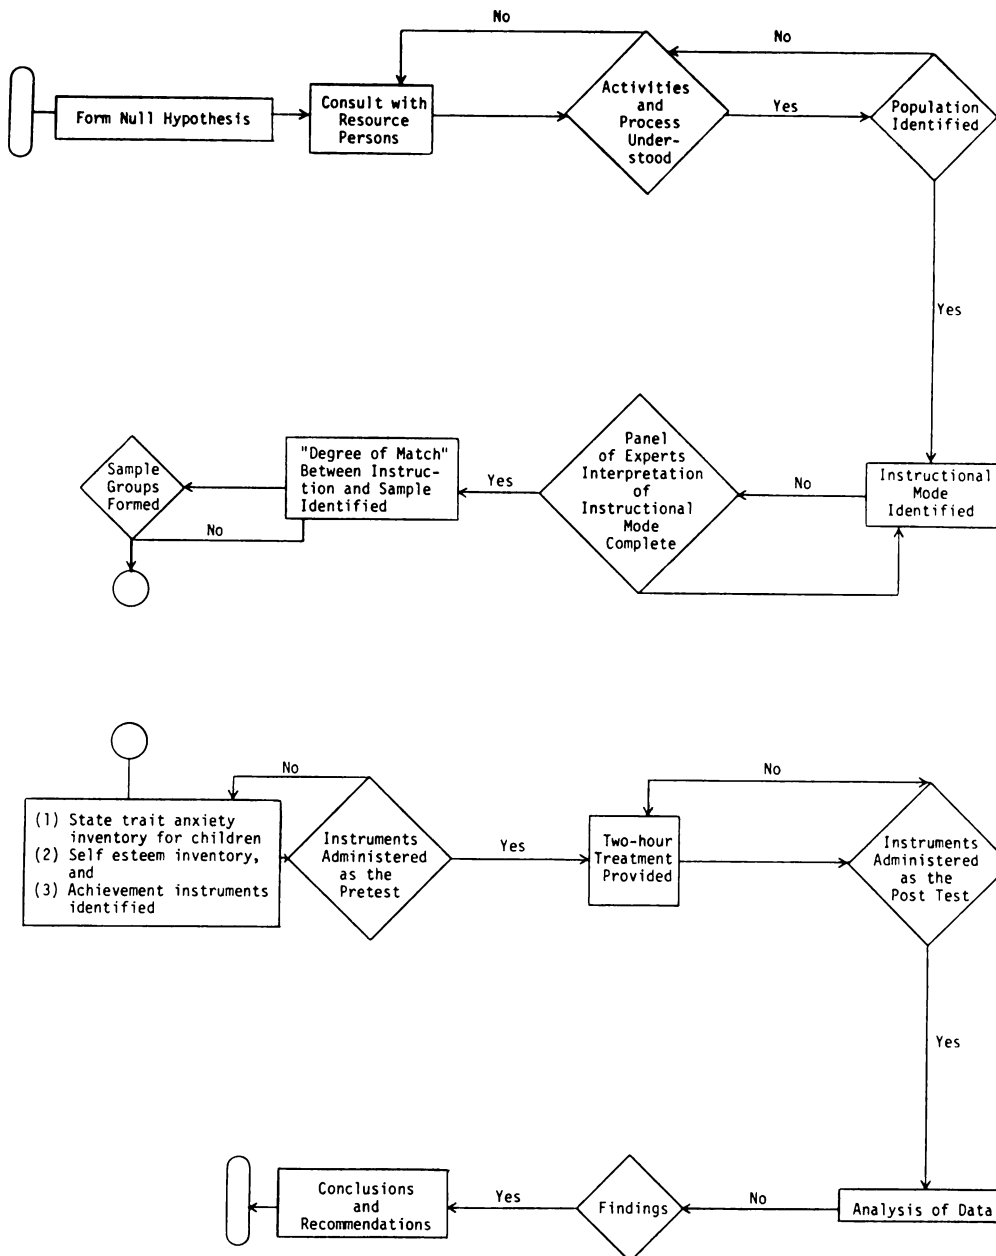 No
No
Form Null Hypothesis
Consult with
Resource
Persons
Activities
and
Process
Under-
stood
Yes
Population
Identified
Yes
Sample
Groups
Formed
No
"Degree of Match"
Between Instruc-
tion and Sample
Identified
Yes
Panel
of Experts
Interpretation
of
Instructional
Mode
Complete
No
Instructional
Mode
Identified
No
(1) State trait anxiety
inventory for children
(2) Self esteem inventory,
and
(3) Achievement instruments
identified
Instruments
Administered
as the
Pretest
Yes
No
Two-hour
Treatment
Provided
Instruments
Administered
as the
Post Test
Yes
Conclusions
and
Recommendations
Yes
Findings
No
Analysis of Data